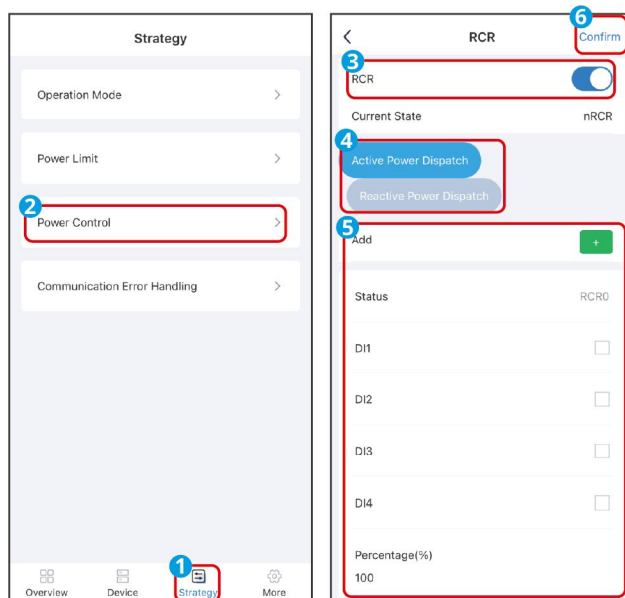 Strategy
Operation Mode
Power Limit
2
Power Control
Communication Error Handling
1
Overview Device Strategy More
6
RCR Confirm
3
RCR
Current State nRCR
4
Active Power Dispatch
Reactive Power Dispatch
5
Add +
Status RCR0
DI1
DI2
DI3
DI4
Percentage(%)
100